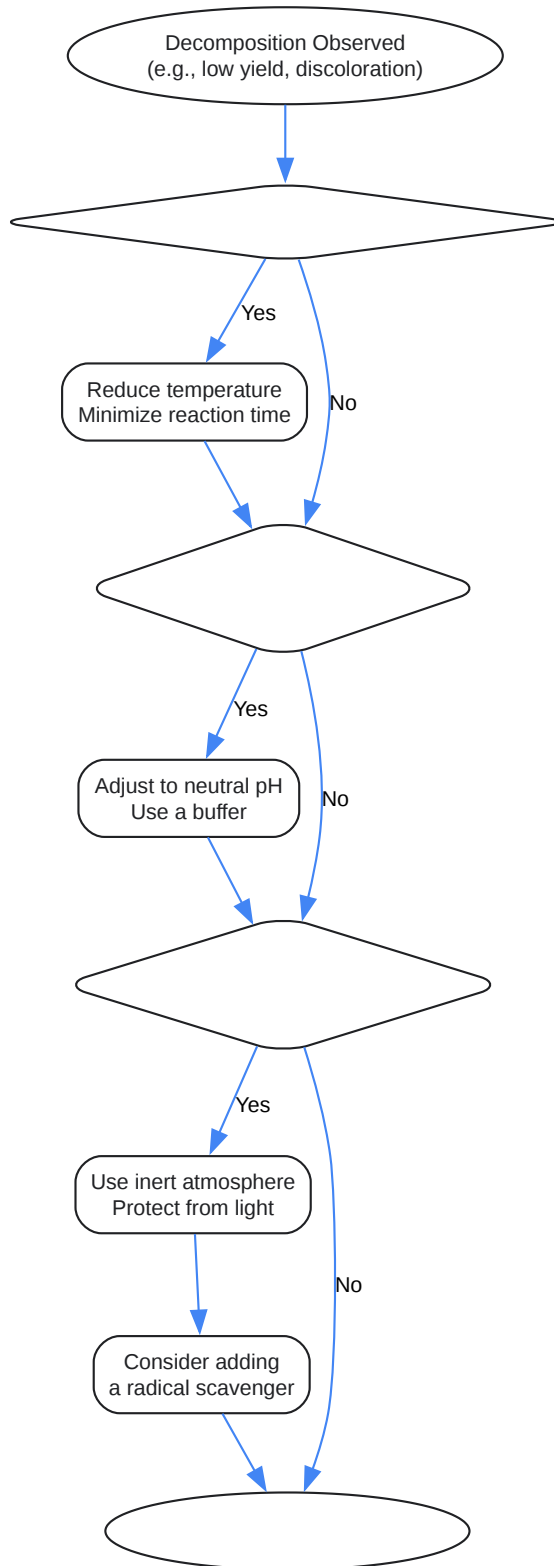 Decomposition Observed
(e.g., low yield, discoloration)
Yes
Reduce temperature
Minimize reaction time
No
Yes
Adjust to neutral pH
Use a buffer
No
Yes
Use inert atmosphere
Protect from light
No
Consider adding
a radical scavenger